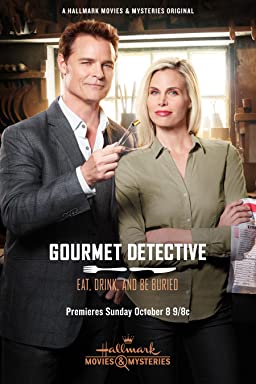 A HALLMARK MOVIES & MYSTERIES ORIGINAL
GOURMET DETECTIVE
EAT, DRINK, AND BE BURIED
Premieres Sunday October 8 9/8c
Hallmark
MOVIES & MYSTERIES